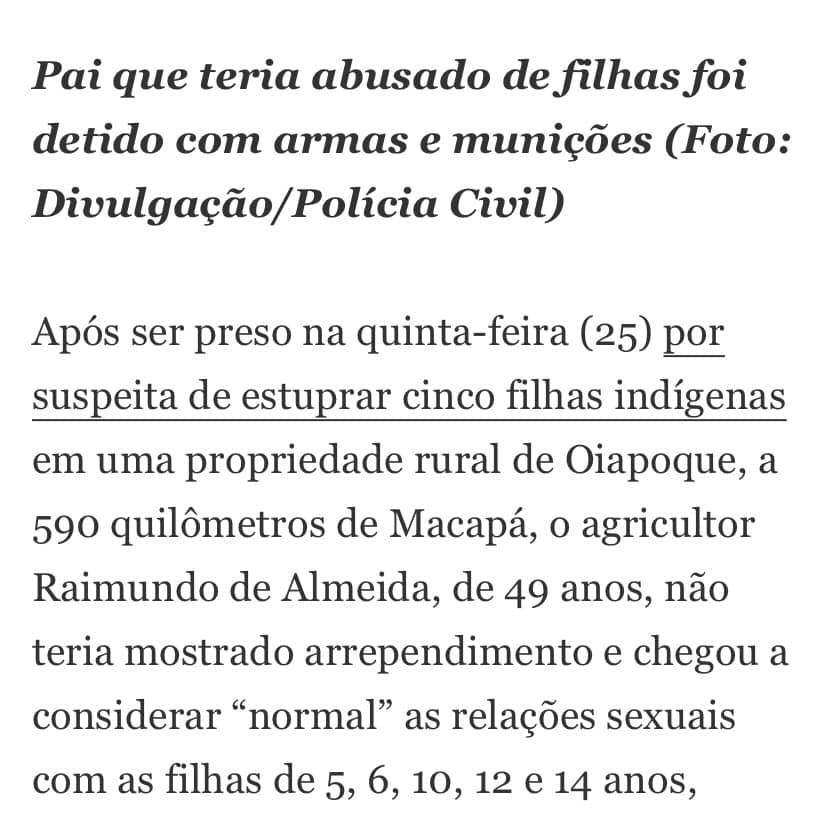 Pai que teria abusado de filhas foi
detido com armas e munições (Foto:
Divulgação/Polícia Civil)
Após ser preso na quinta-feira (25) por
suspeita de estuprar cinco filhas indígenas
em uma propriedade rural de Oiapoque, a
590 quilômetros de Macapá, o agricultor
Raimundo de Almeida, de 49 anos, não
teria mostrado arrependimento e chegou a
considerar “normal” as relações sexuais
com as filhas de 5, 6, 10, 12 e 14 anos,